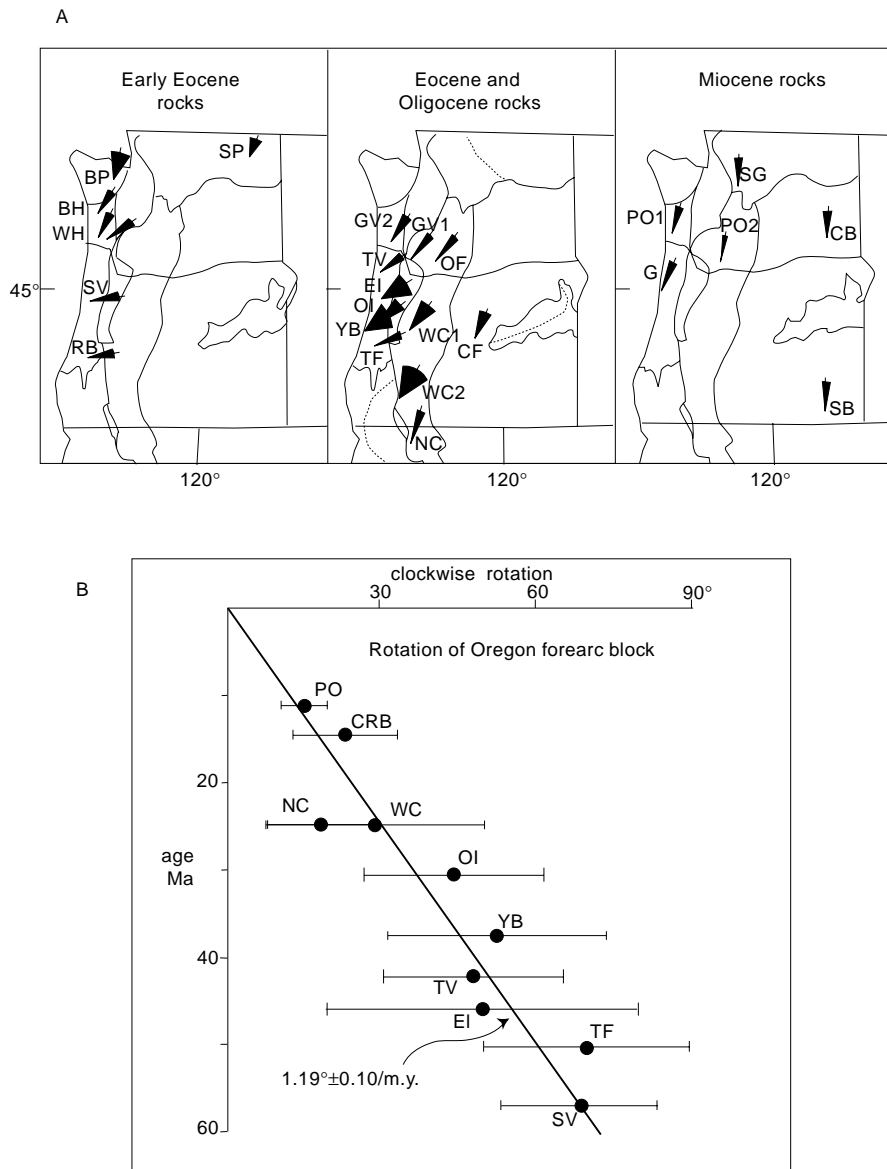 A
Early Eocene
rocks
Eocene and
Oligocene rocks
Miocene rocks
SP
BP
BH
WH
SV
RB
45°
GV2
GV1
TV
OF
EI
OI
YB
WC1
TF
CF
WC2
NC
SG
PO1
PO2
CB
G
SB
120°
120°
120°
B
clockwise rotation
30
60
90°
Rotation of Oregon forearc block
PO
CRB
20
NC
WC
age
Ma
OI
YB
40
TV
EI
TF
1.19°±0.10/m.y.
SV
60